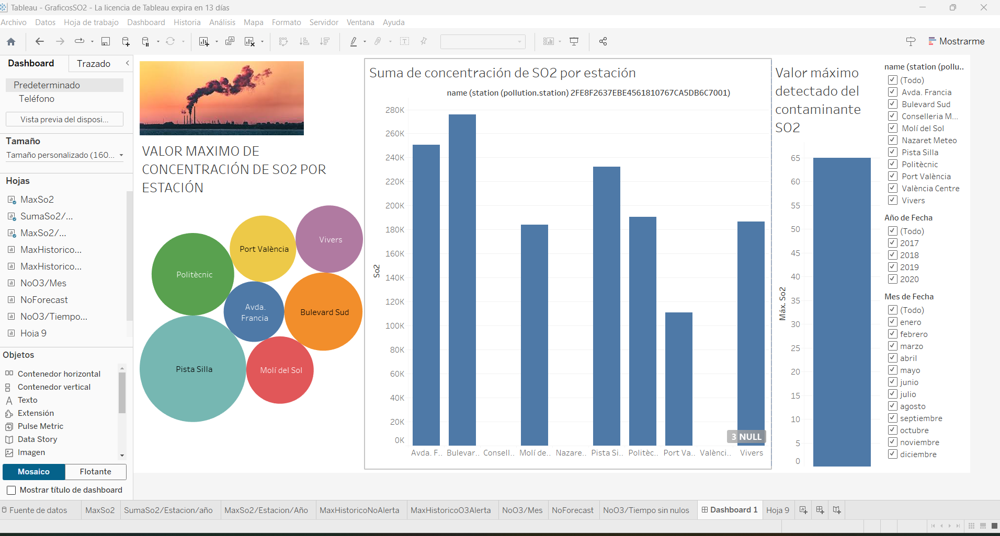 Tableau - GraficosSO2 - La licencia de Tableau expira en 13 días
Archivo Datos Hoja de trabajo Dashboard Historia Análisis Mapa Formato Servidor Ventana Ayuda
Mostrarme
Dashboard Trazado
Predeterminado
Teléfono
Vista previa del disposi...
Tamaño
Tamaño personalizado (160...
Hojas
MaxSo2
SumaSo2/...
MaxSo2/...
MaxHistorico...
MaxHistorico...
NoO3/Mes
NoForecast
NoO3/Tiempo...
Hoja 9
Objetos
Contenedor horizontal
Contenedor vertical
Texto
Extensión
Pulse Metric
Data Story
Imagen
Mosaico Flotante
Mostrar título de dashboard
VALOR MAXIMO DE
CONCENTRACIÓN DE SO2 POR
ESTACIÓN
Vivers
Port València
Politècnic
Avda.
Francia
Bulevard Sud
Pista Silla
Molí del Sol
Suma de concentración de SO2 por estación
name (station (pollution.station) 2FE8F2637EBE4561810767CA5DB6C7001)
280K
260K
240K
220K
200K
180K
160K
140K
120K
100K
80K
60K
40K
20K
0K
So2
3 NULL
Avda. F.. Bulevar.. Consell.. Molí de.. Nazare.. Pista Si.. Politèc.. Port Va.. Valènci.. Vivers
Valor máximo
detectado del
contaminante
SO2
65
60
55
50
45
40
35
30
25
20
15
10
5
0
Máx. So2
name (station (pollu..
(Todo)
Avda. Francia
Bulevard Sud
Conselleria M...
Molí del Sol
Nazaret Meteo
Pista Silla
Politècnic
Port València
València Centre
Vivers
Año de Fecha
(Todo)
2017
2018
2019
2020
Mes de Fecha
(Todo)
enero
febrero
marzo
abril
mayo
junio
julio
agosto
septiembre
octubre
noviembre
diciembre
Fuente de datos MaxSo2 SumaSo2/Estacion/año MaxSo2/Estacion/Año MaxHistoricoNoAlerta MaxHistoricoO3Alerta NoO3/Mes NoForecast NoO3/Tiempo sin nulos Dashboard 1 Hoja 9